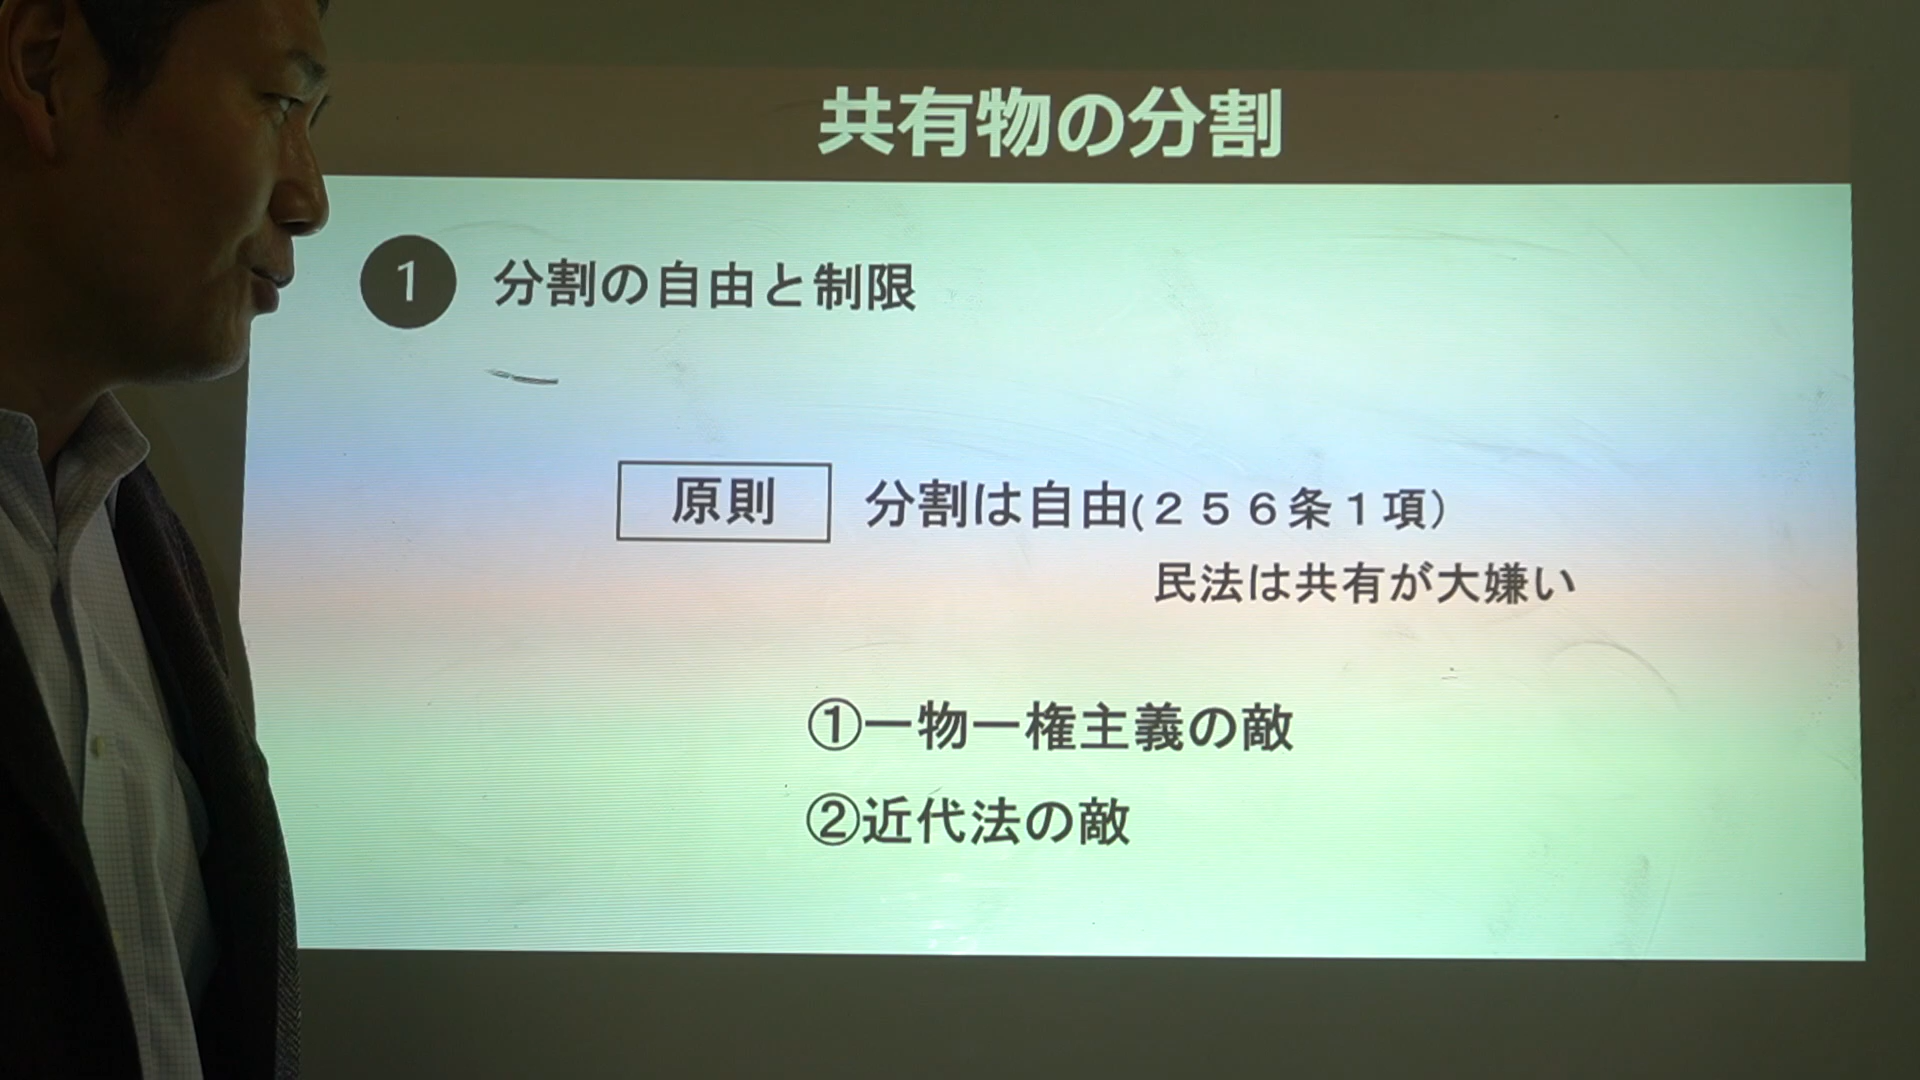 共有物の分割
1 分割の自由と制限
原則 分割は自由(２５６条１項）
民法は共有が大嫌い
①一物一権主義の敵
②近代法の敵